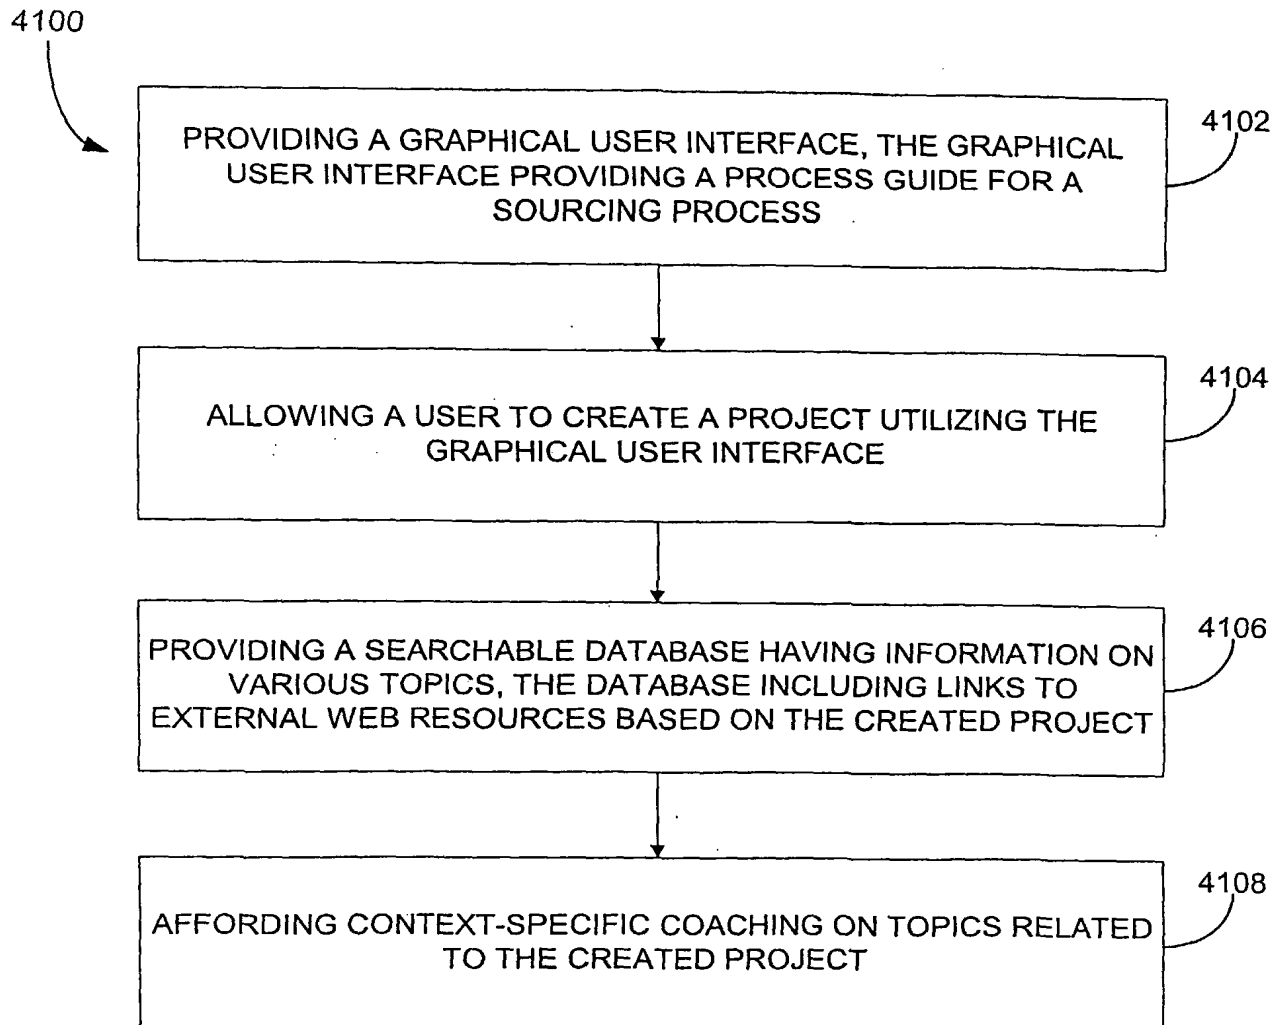 4100
PROVIDING A GRAPHICAL USER INTERFACE, THE GRAPHICAL
USER INTERFACE PROVIDING A PROCESS GUIDE FOR A
SOURCING PROCESS
4102
ALLOWING A USER TO CREATE A PROJECT UTILIZING THE
GRAPHICAL USER INTERFACE
4104
PROVIDING A SEARCHABLE DATABASE HAVING INFORMATION ON
VARIOUS TOPICS, THE DATABASE INCLUDING LINKS TO
EXTERNAL WEB RESOURCES BASED ON THE CREATED PROJECT
4106
AFFORDING CONTEXT-SPECIFIC COACHING ON TOPICS RELATED
TO THE CREATED PROJECT
4108